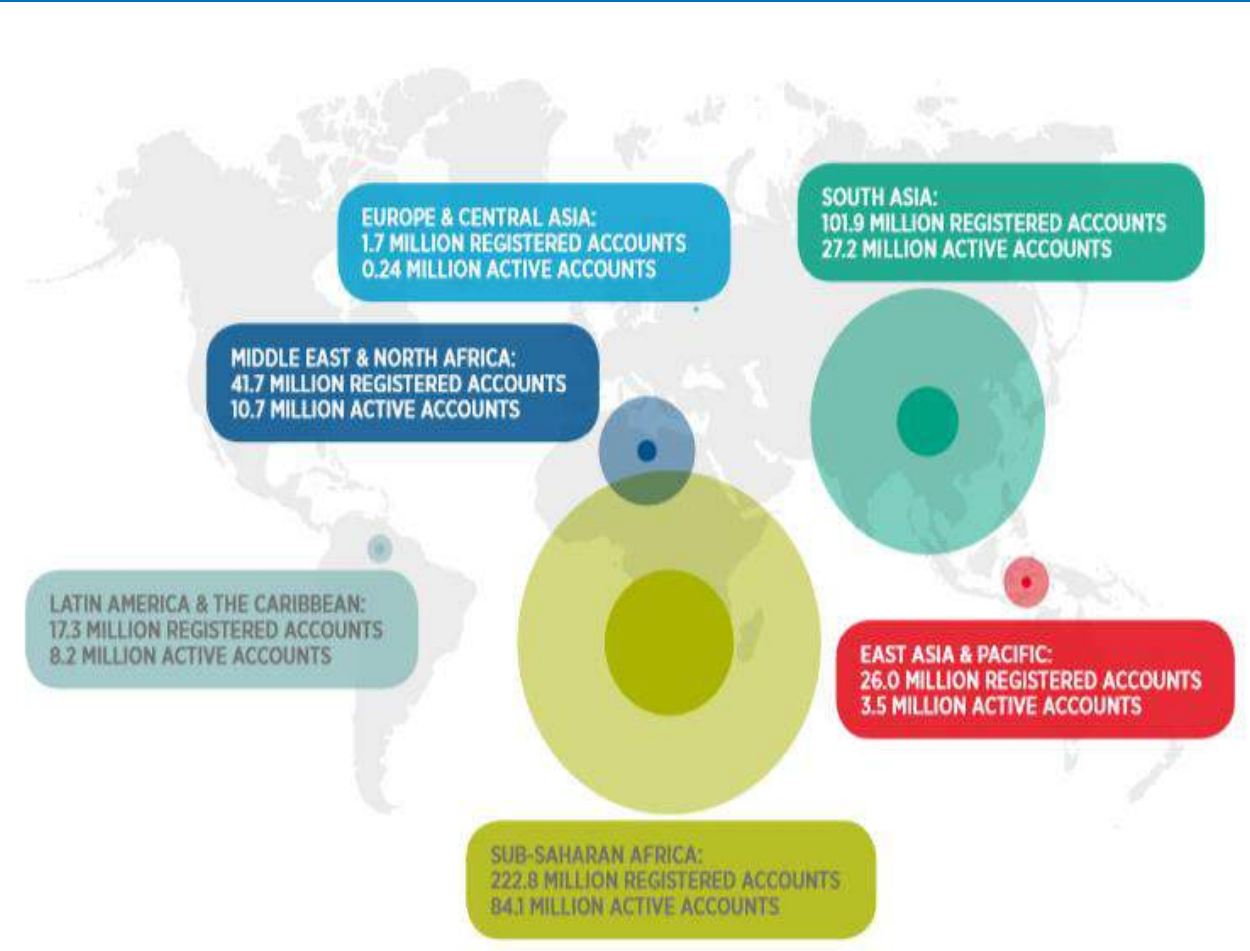 EUROPE & CENTRAL ASIA:
1.7 MILLION REGISTERED ACCOUNTS
0.24 MILLION ACTIVE ACCOUNTS
SOUTH ASIA:
101.9 MILLION REGISTERED ACCOUNTS
27.2 MILLION ACTIVE ACCOUNTS
MIDDLE EAST & NORTH AFRICA:
41.7 MILLION REGISTERED ACCOUNTS
10.7 MILLION ACTIVE ACCOUNTS
LATIN AMERICA & THE CARIBBEAN:
17.3 MILLION REGISTERED ACCOUNTS
8.2 MILLION ACTIVE ACCOUNTS
EAST ASIA & PACIFIC:
26.0 MILLION REGISTERED ACCOUNTS
3.5 MILLION ACTIVE ACCOUNTS
SUB-SAHARAN AFRICA:
222.8 MILLION REGISTERED ACCOUNTS
84.1 MILLION ACTIVE ACCOUNTS